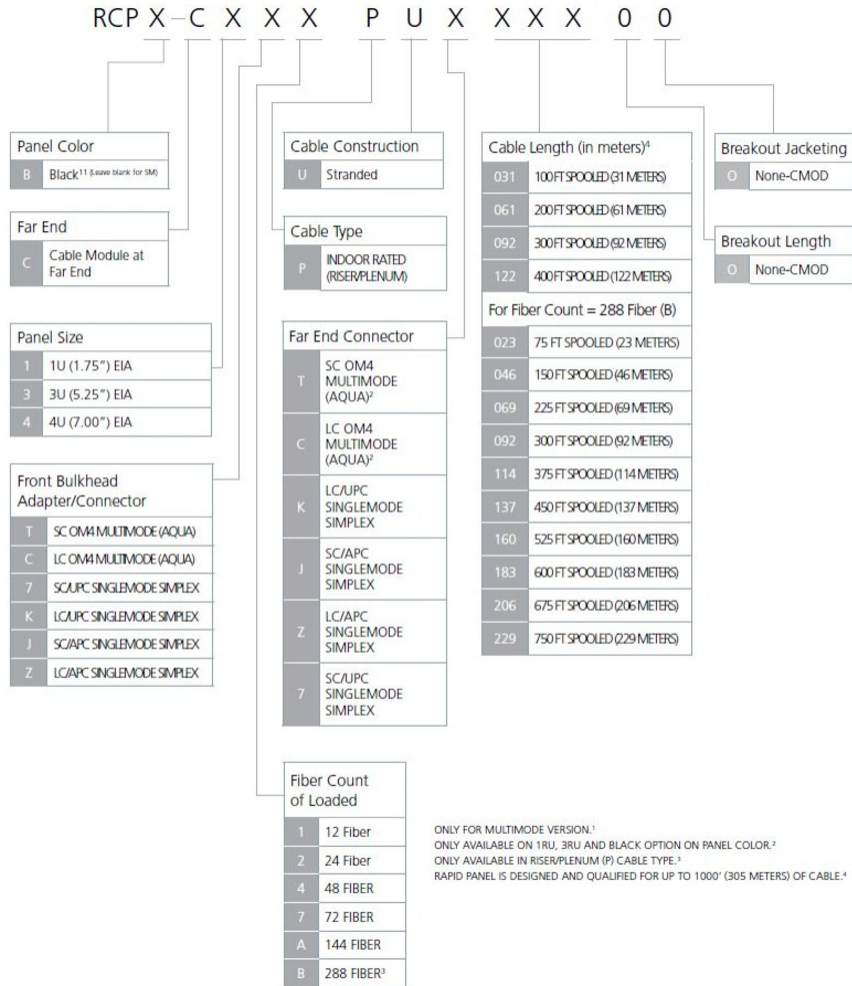 RCP X - C X X X P U X X X X 0 0
Panel Color
B Black¹¹ (Leave blank for SM)
Far End
C Cable Module at
Far End
Panel Size
1 1U (1.75") EIA
3 3U (5.25") EIA
4 4U (7.00") EIA
Front Bulkhead
Adapter/Connector
T SC OM4 MULTIMODE (AQUA)
C LC OM4 MULTIMODE (AQUA)
7 SC/UPC SINGLEMODE SIMPLEX
K LC/UPC SINGLEMODE SIMPLEX
J SC/APC SINGLEMODE SIMPLEX
Z LC/APC SINGLEMODE SIMPLEX
Cable Construction
U Stranded
Cable Type
P INDOOR RATED
(RISER/PLENUM)
Far End Connector
T SC OM4
MULTIMODE
(AQUA)²
C LC OM4
MULTIMODE
(AQUA)²
K LC/UPC
SINGLEMODE
SIMPLEX
J SC/APC
SINGLEMODE
SIMPLEX
Z LC/APC
SINGLEMODE
SIMPLEX
7 SC/UPC
SINGLEMODE
SIMPLEX
Fiber Count
of Loaded
1 12 Fiber
2 24 Fiber
4 48 FIBER
7 72 FIBER
A 144 FIBER
B 288 FIBER³
Cable Length (in meters)⁴
031 100 FT SPOOLED (31 METERS)
061 200 FT SPOOLED (61 METERS)
092 300 FT SPOOLED (92 METERS)
122 400 FT SPOOLED (122 METERS)
For Fiber Count = 288 Fiber (B)
023 75 FT SPOOLED (23 METERS)
046 150 FT SPOOLED (46 METERS)
069 225 FT SPOOLED (69 METERS)
092 300 FT SPOOLED (92 METERS)
114 375 FT SPOOLED (114 METERS)
137 450 FT SPOOLED (137 METERS)
160 525 FT SPOOLED (160 METERS)
183 600 FT SPOOLED (183 METERS)
206 675 FT SPOOLED (206 METERS)
229 750 FT SPOOLED (229 METERS)
Breakout Jacketing
O None-CMOD
Breakout Length
O None-CMOD
ONLY FOR MULTIMODE VERSION.¹
ONLY AVAILABLE ON 1RU, 3RU AND BLACK OPTION ON PANEL COLOR.²
ONLY AVAILABLE IN RISER/PLENUM (P) CABLE TYPE.³
RAPID PANEL IS DESIGNED AND QUALIFIED FOR UP TO 1000' (305 METERS) OF CABLE.⁴